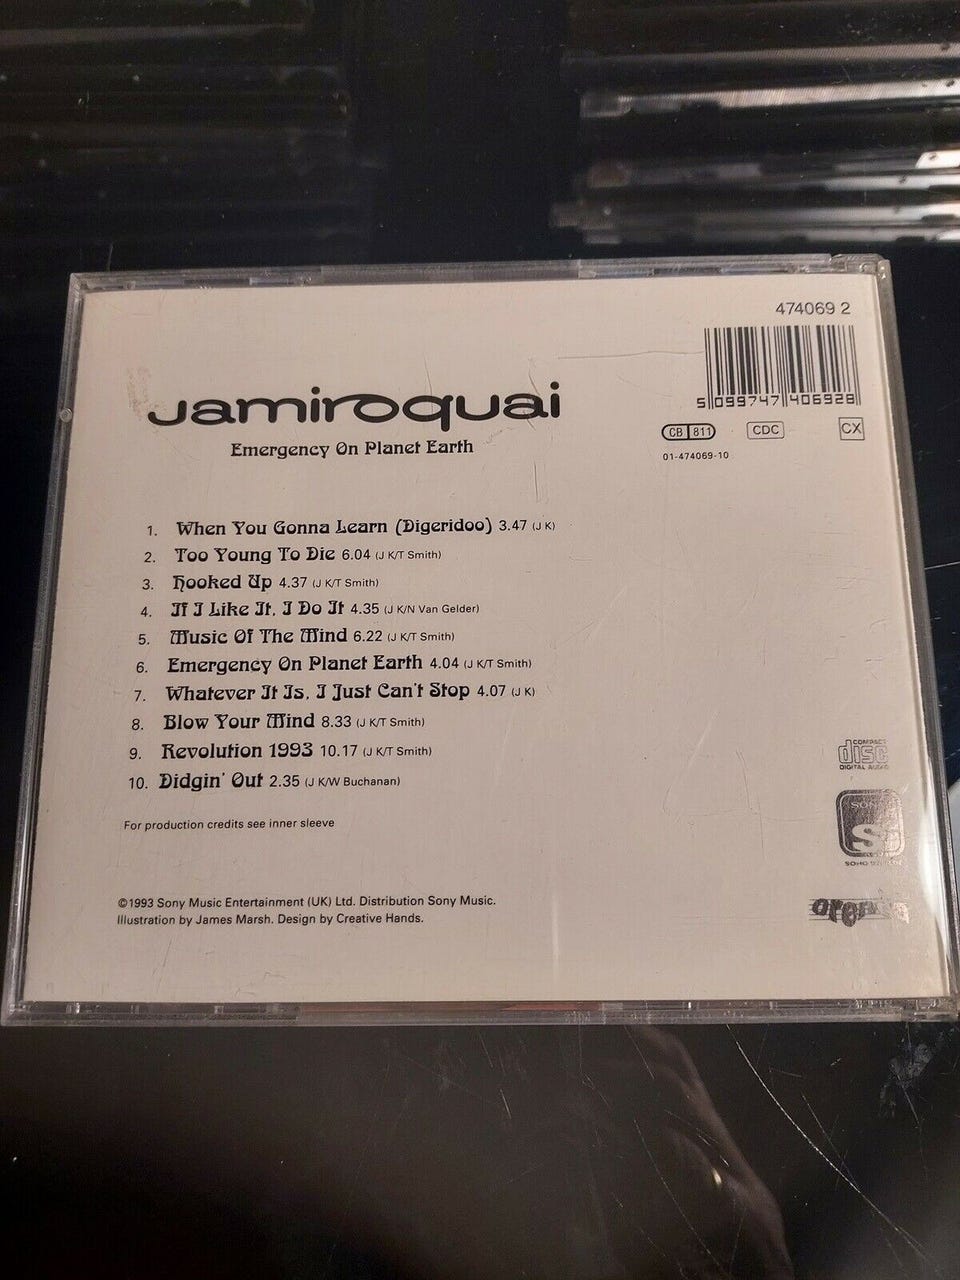 474069 2
5 099747 406928
CB 811 CDC CX
01-474069-10
Jamiroquai
Emergency On Planet Earth
1. When You Gonna Learn (Digeridoo) 3.47 (J K)
2. Too Young To Die 6.04 (J K/T Smith)
3. Hooked Up 4.37 (J K/T Smith)
4. If I Like It, I Do It 4.35 (J K/N Van Gelder)
5. Music Of The Mind 6.22 (J K/T Smith)
6. Emergency On Planet Earth 4.04 (J K/T Smith)
7. Whatever It Is, I Just Can't Stop 4.07 (J K)
8. Blow Your Mind 8.33 (J K/T Smith)
9. Revolution 1993 10.17 (J K/T Smith)
10. Didgin' Out 2.35 (J K/W Buchanan)
For production credits see inner sleeve
COMPACT
disc
DIGITAL AUDIO
SONY
S
SOHO
©1993 Sony Music Entertainment (UK) Ltd. Distribution Sony Music.
Illustration by James Marsh. Design by Creative Hands.